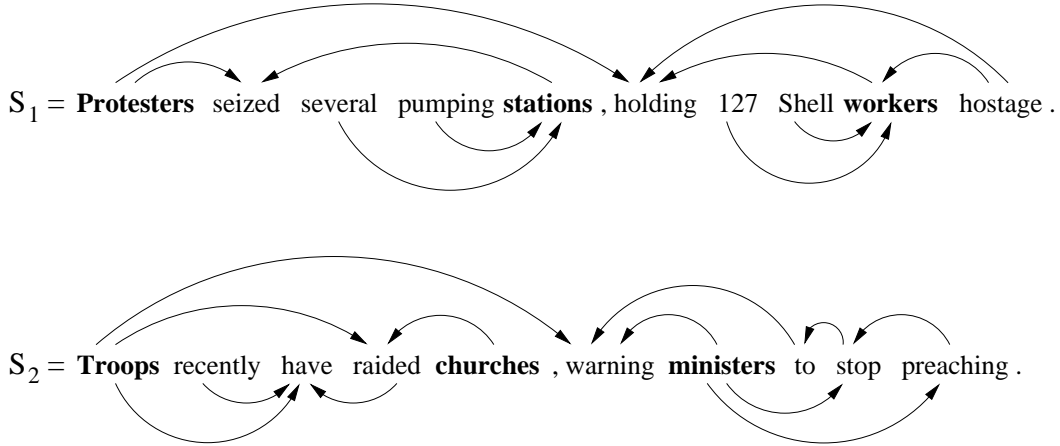 S1 = Protesters seized several pumping stations , holding 127 Shell workers hostage .
S2 = Troops recently have raided churches , warning ministers to stop preaching .